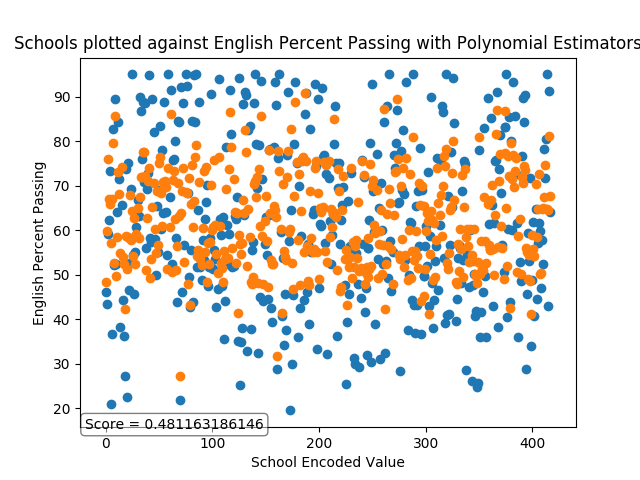 Schools plotted against English Percent Passing with Polynomial Estimators
90
80
70
60
50
40
30
20
English Percent Passing
Score = 0.481163186146
0 100 200 300 400
School Encoded Value